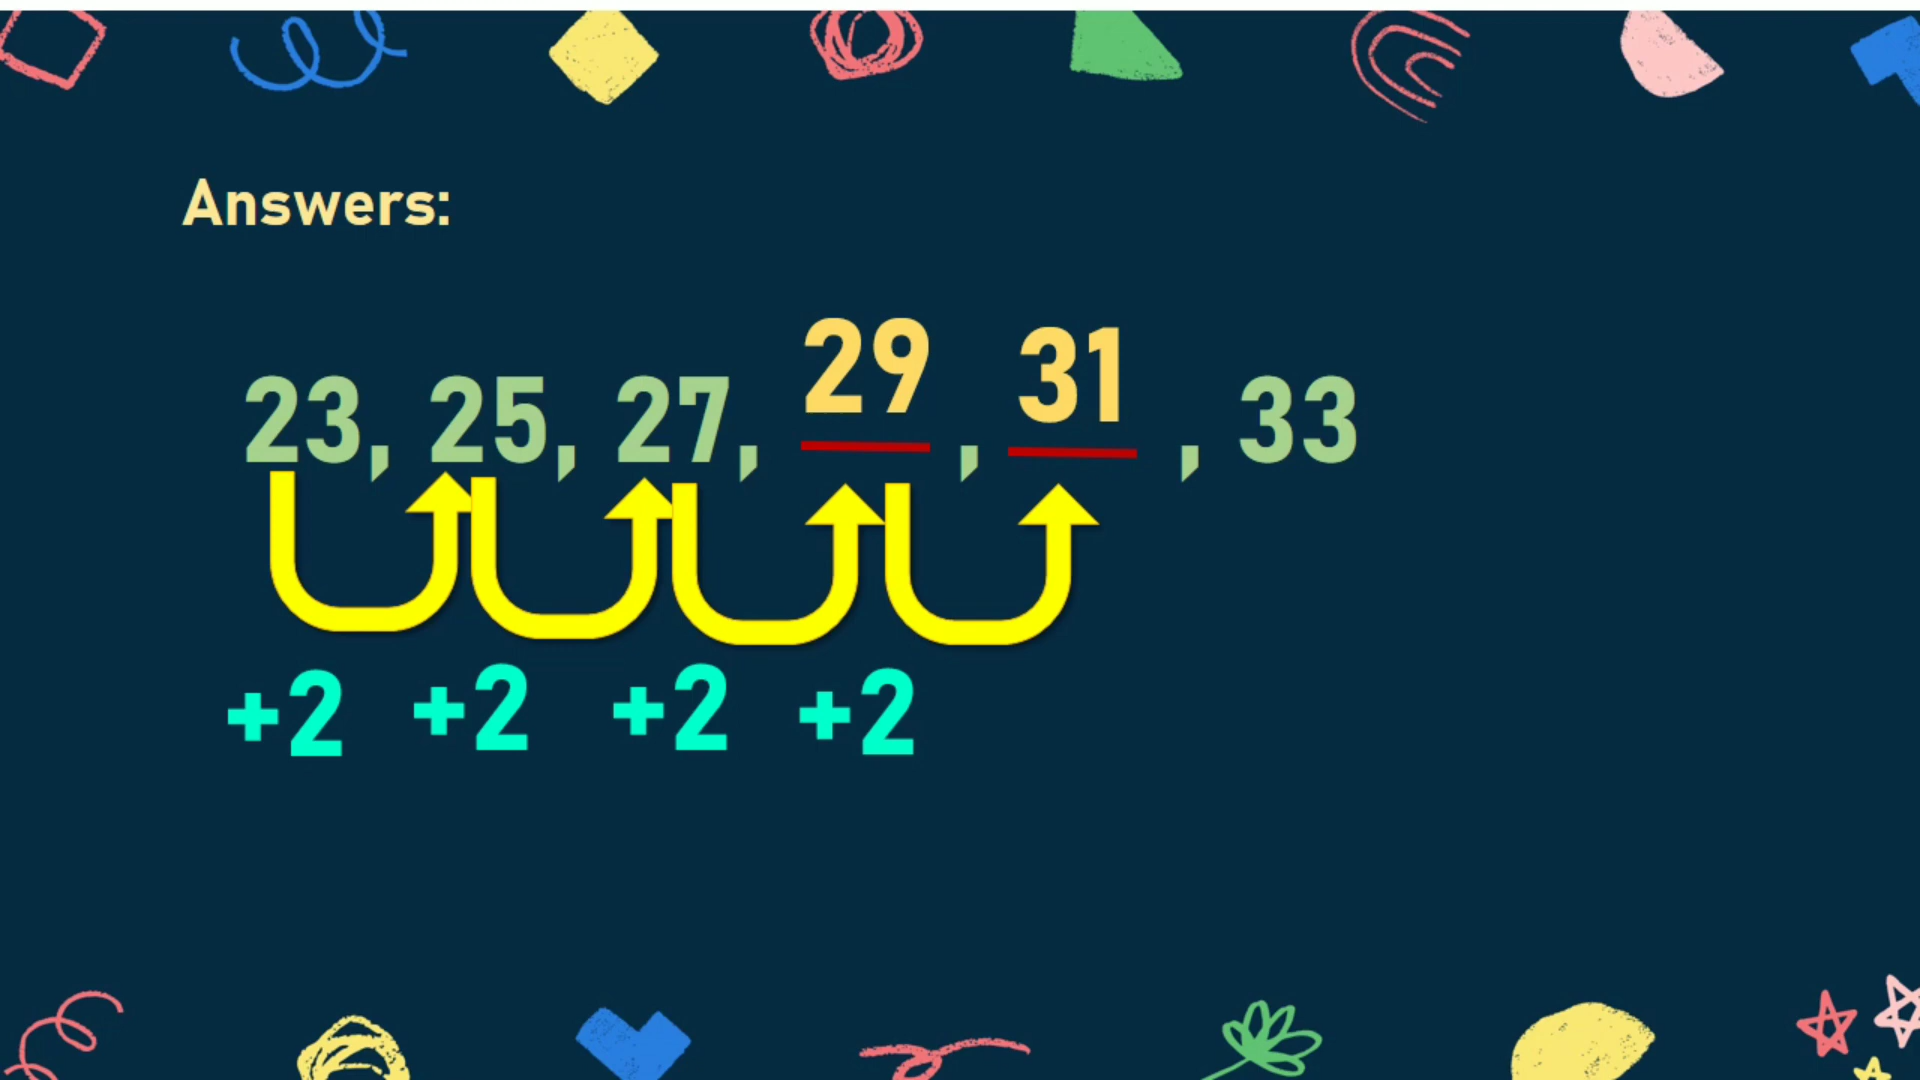 Answers:
23, 25, 27, 29, 31, 33
+2 +2 +2 +2